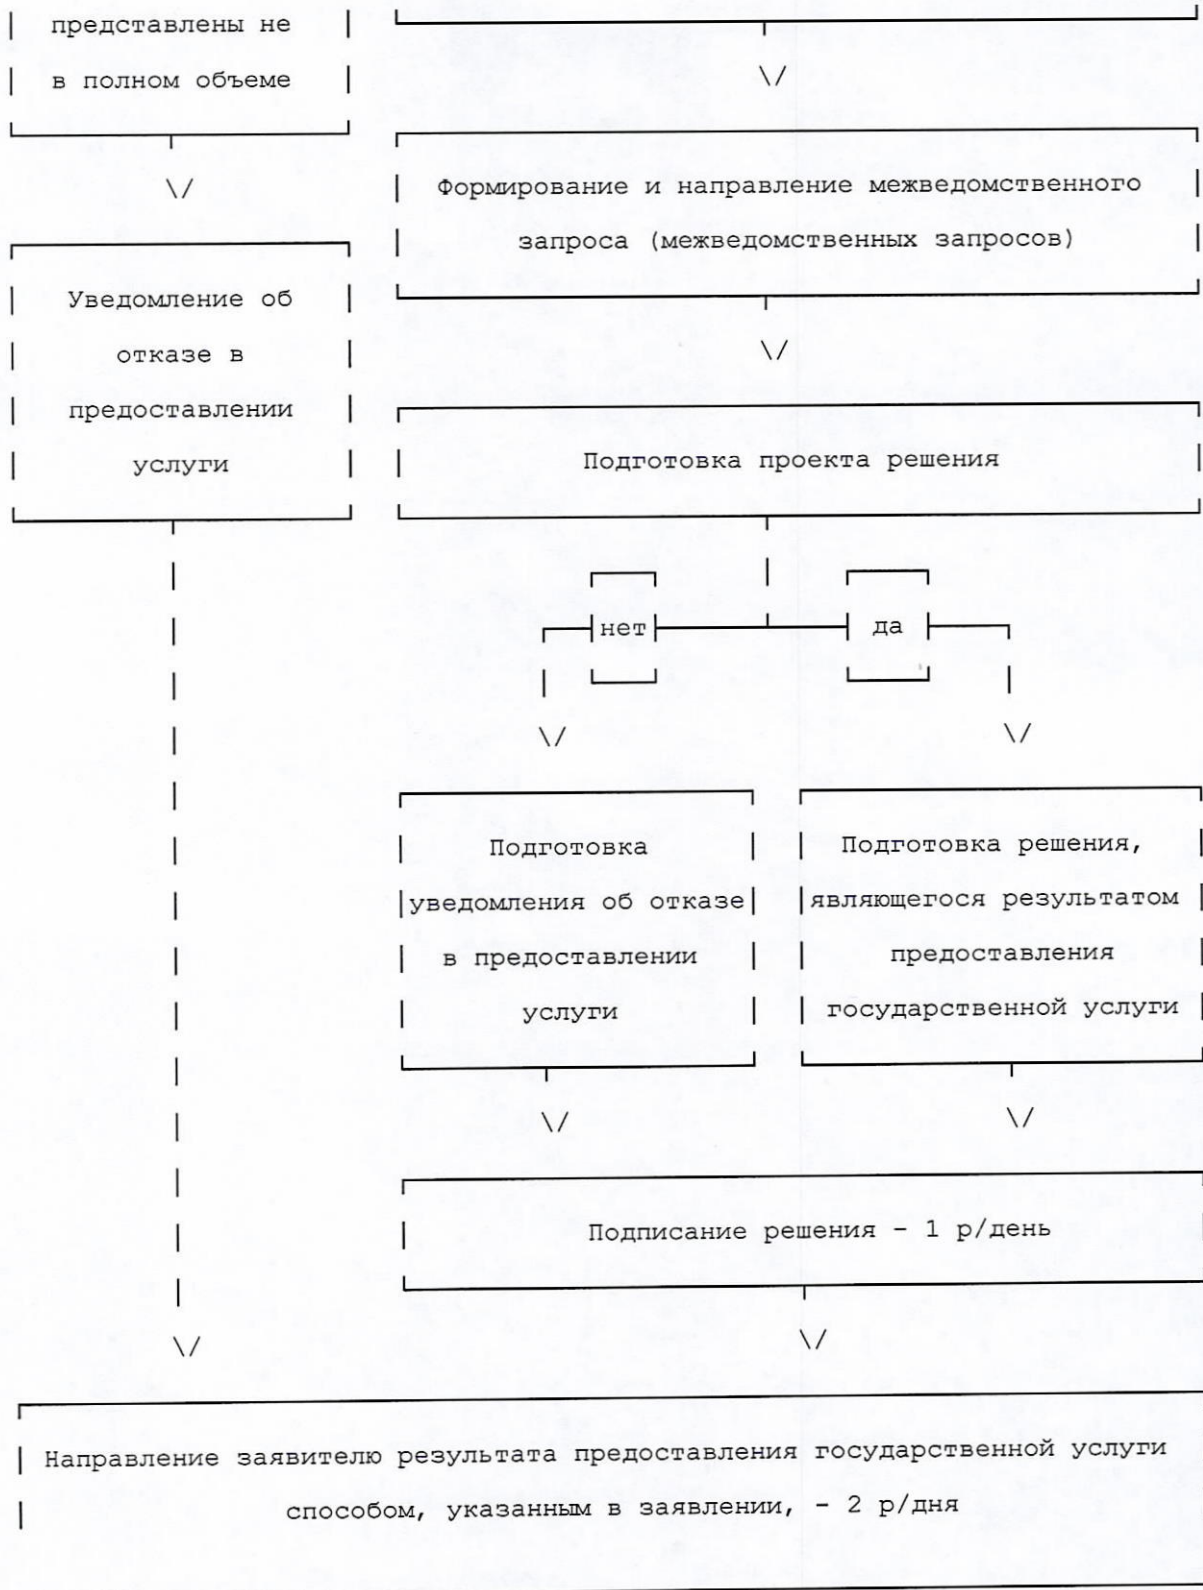 представлены не
в полном объеме
\/
\/
Формирование и направление межведомственного
запроса (межведомственных запросов)
Уведомление об
отказе в
предоставлении
услуги
\/
Подготовка проекта решения
нет
да
\/
\/
Подготовка
уведомления об отказе
в предоставлении
услуги
Подготовка решения,
являющегося результатом
предоставления
государственной услуги
\/
\/
Подписание решения - 1 р/день
\/
\/
Направление заявителю результата предоставления государственной услуги
способом, указанным в заявлении, - 2 р/дня